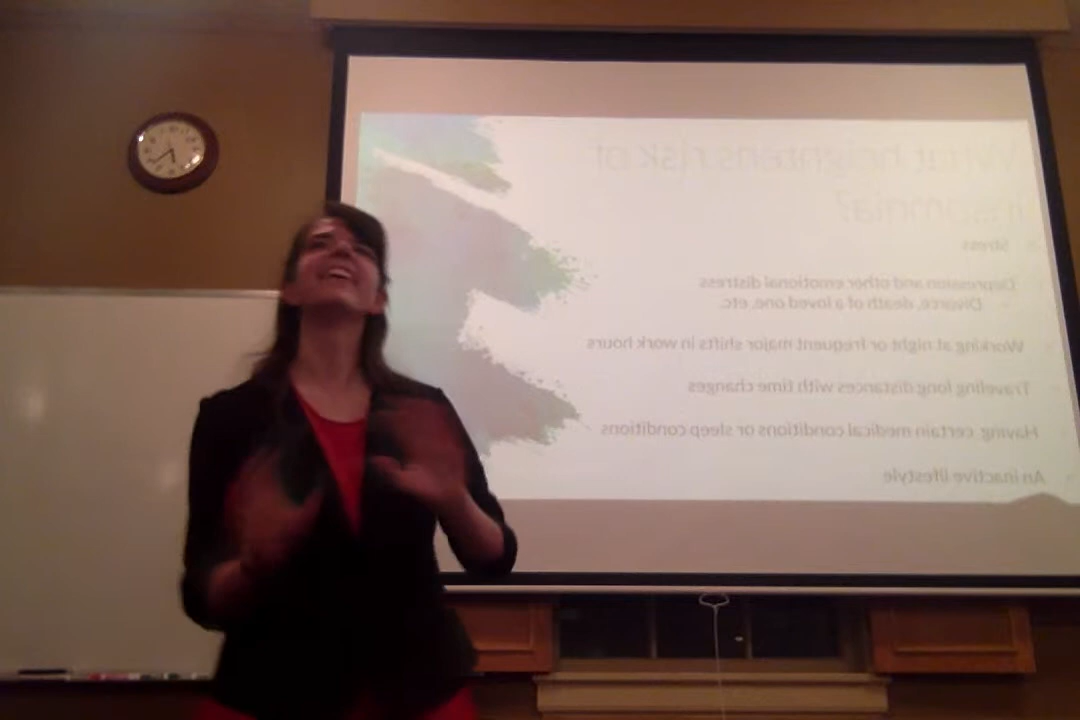 What heightens risk of
insomnia?
Stress
Depression and other emotional distress
Divorce, death of a loved one, etc.
Working at night or frequent major shifts in work hours
Traveling long distances with time changes
Having certain medical conditions or sleep conditions
An inactive lifestyle